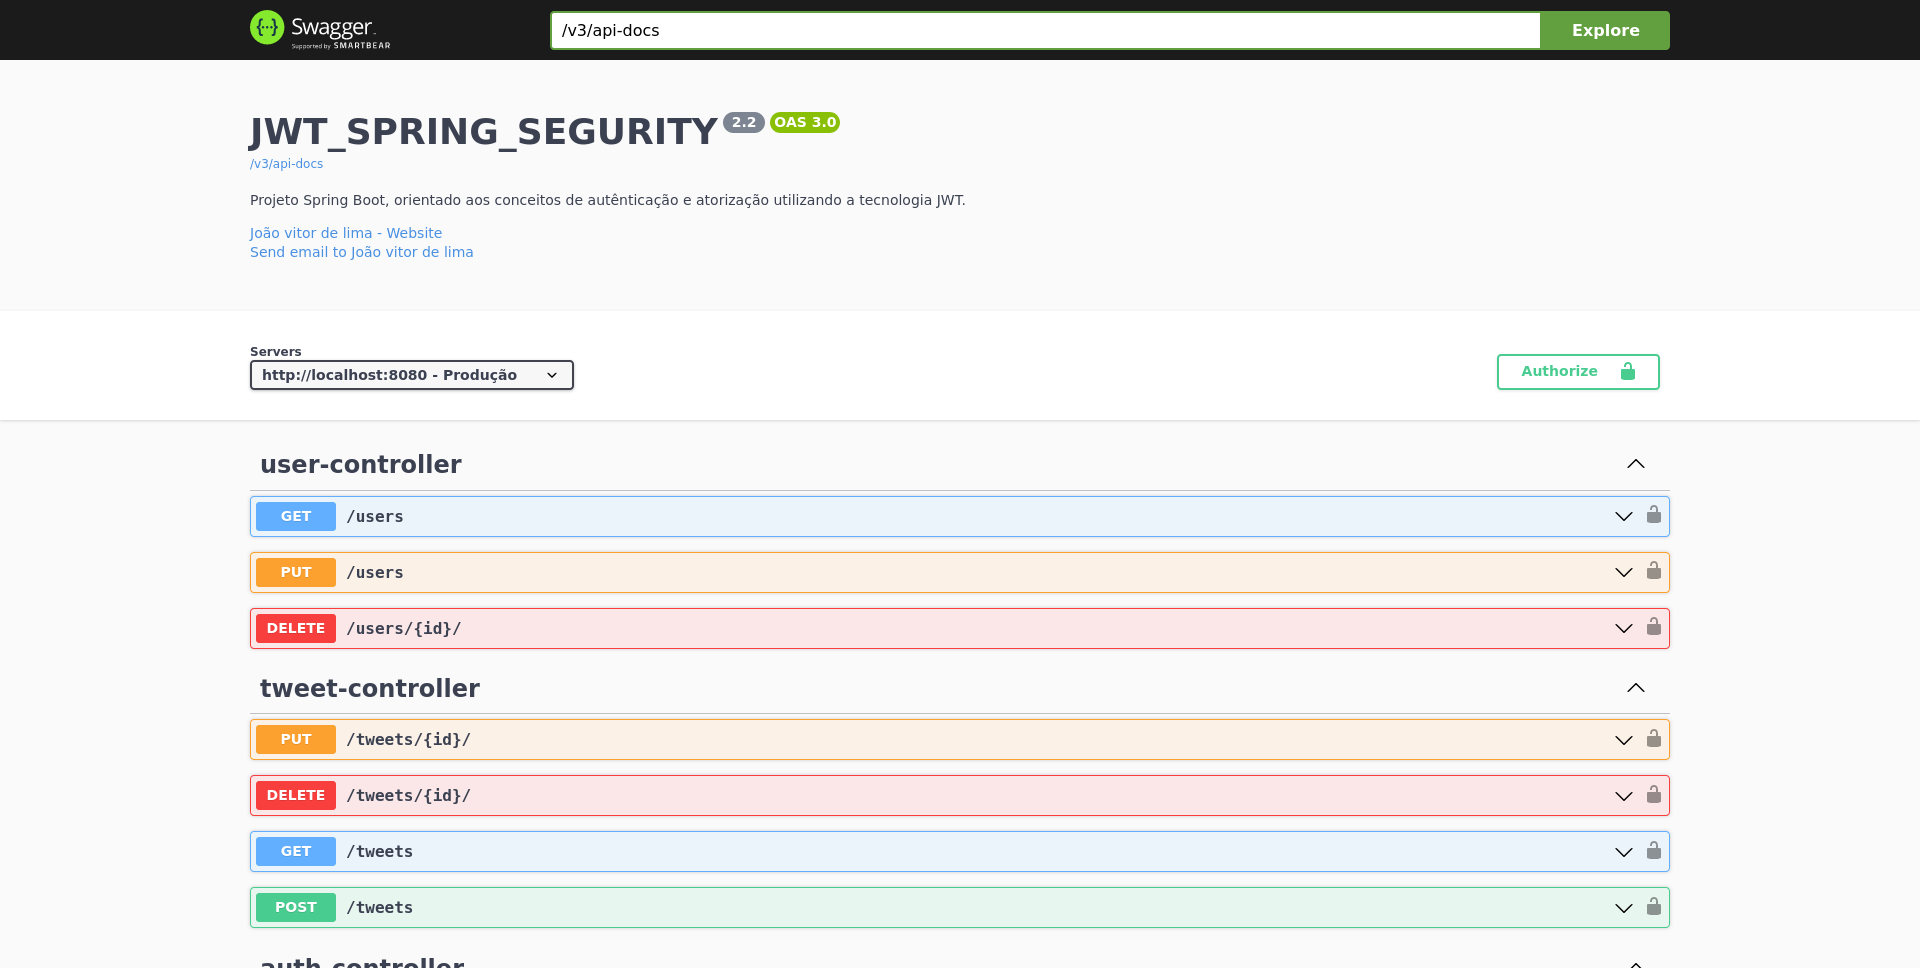 Swagger
Supported by SMARTBEAR
/v3/api-docs
Explore
JWT_SPRING_SEGURITY 2.2 OAS 3.0
/v3/api-docs
Projeto Spring Boot, orientado aos conceitos de autênticação e atorização utilizando a tecnologia JWT.
João vitor de lima - Website
Send email to João vitor de lima
Servers
http://localhost:8080 - Produção
Authorize
user-controller
GET /users
PUT /users
DELETE /users/{id}/
tweet-controller
PUT /tweets/{id}/
DELETE /tweets/{id}/
GET /tweets
POST /tweets
auth-controller